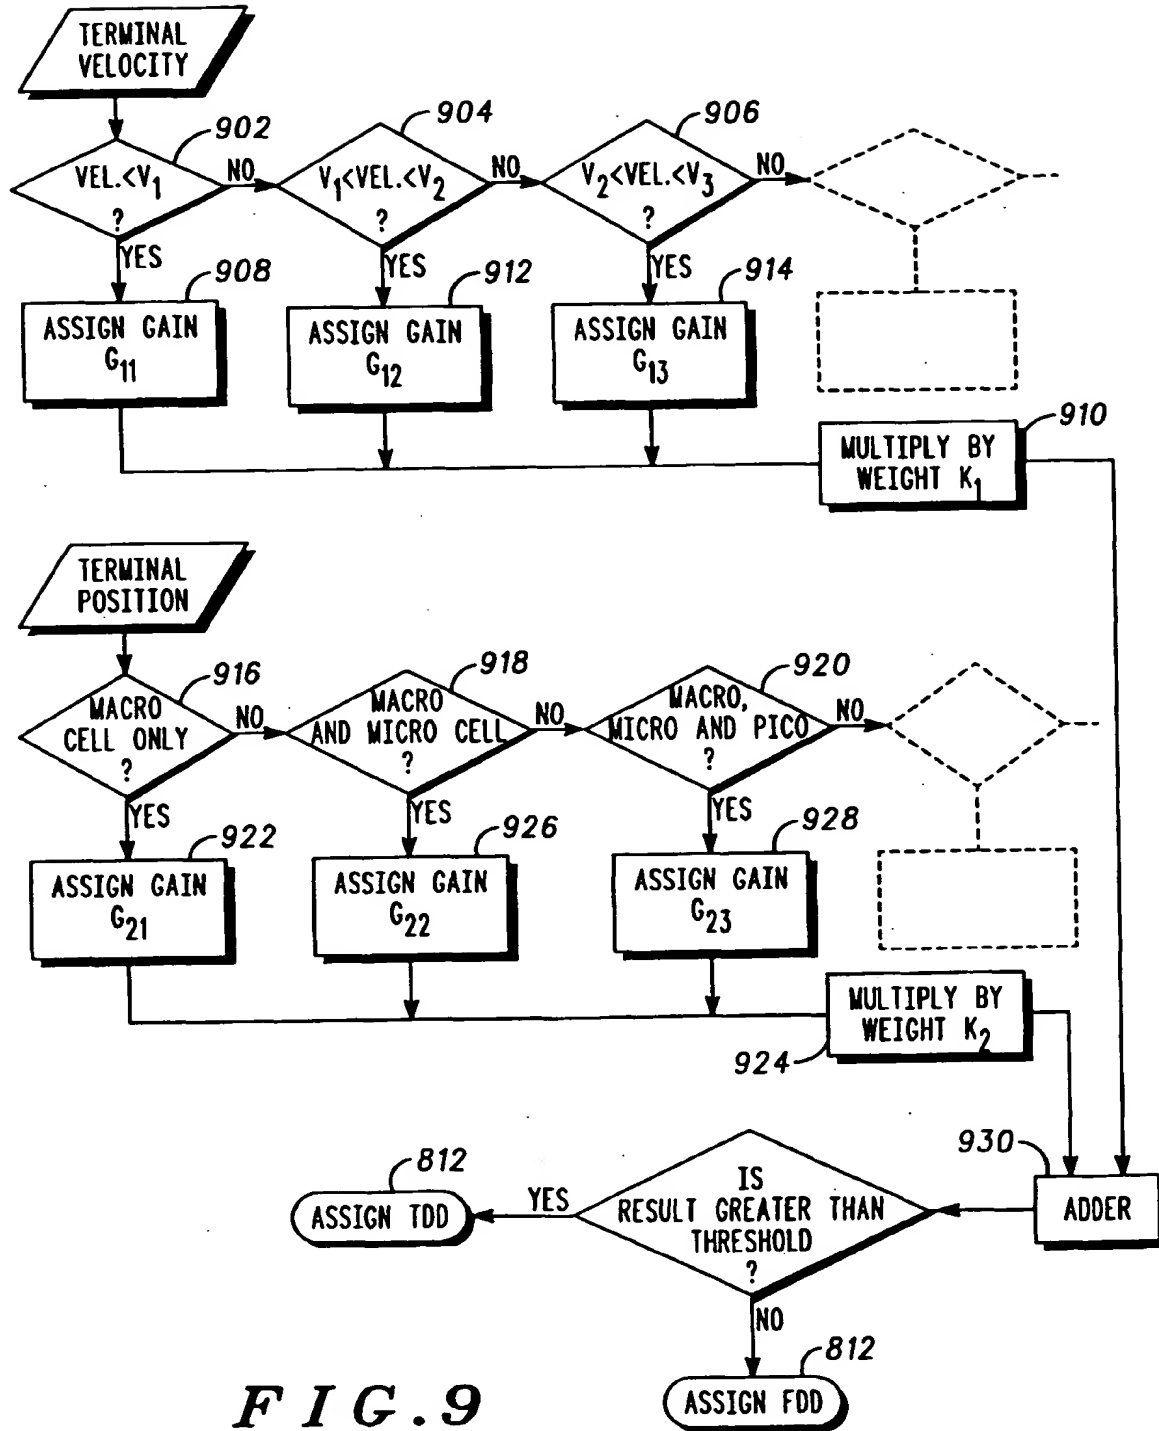 TERMINAL
VELOCITY
902
904
906
VEL.<V1
?
NO
V1<VEL.<V2
?
NO
V2<VEL.<V3
?
NO
YES
YES
YES
908
912
914
ASSIGN GAIN
G11
ASSIGN GAIN
G12
ASSIGN GAIN
G13
910
MULTIPLY BY
WEIGHT K1
TERMINAL
POSITION
916
918
920
MACRO
CELL ONLY
?
NO
MACRO
AND MICRO CELL
?
NO
MACRO,
MICRO AND PICO
?
NO
YES
YES
YES
922
926
928
ASSIGN GAIN
G21
ASSIGN GAIN
G22
ASSIGN GAIN
G23
MULTIPLY BY
WEIGHT K2
924
930
ADDER
IS
RESULT GREATER THAN
THRESHOLD
?
YES
812
ASSIGN TDD
NO
812
ASSIGN FDD
FIG.9